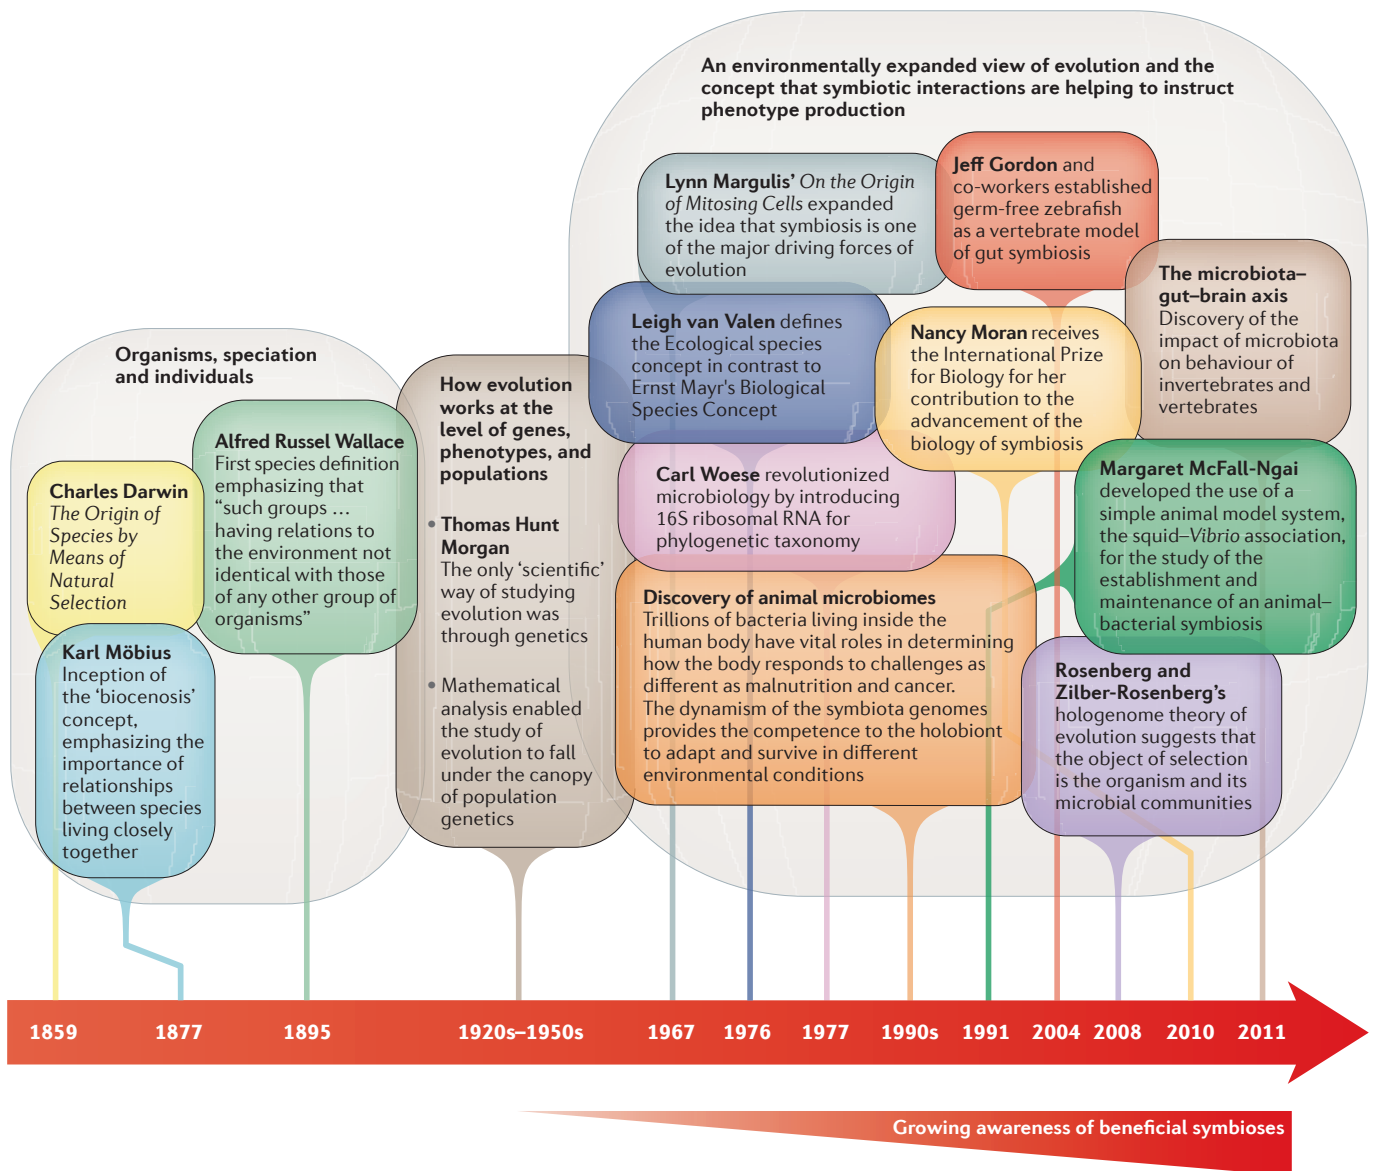 An environmentally expanded view of evolution and the
concept that symbiotic interactions are helping to instruct
phenotype production
Organisms, speciation
and individuals
Charles Darwin
The Origin of
Species by
Means of
Natural
Selection
Karl Möbius
Inception of
the ‘biocenosis’
concept,
emphasizing the
importance of
relationships
between species
living closely
together
Alfred Russel Wallace
First species definition
emphasizing that
“such groups ...
having relations to
the environment not
identical with those
of any other group of
organisms”
How evolution
works at the
level of genes,
phenotypes, and
populations
• Thomas Hunt
Morgan
The only ‘scientific’
way of studying
evolution was
through genetics
• Mathematical
analysis enabled
the study of
evolution to fall
under the canopy
of population
genetics
Lynn Margulis’ On the Origin
of Mitosing Cells expanded
the idea that symbiosis is one
of the major driving forces of
evolution
Leigh van Valen defines
the Ecological species
concept in contrast to
Ernst Mayr's Biological
Species Concept
Carl Woese revolutionized
microbiology by introducing
16S ribosomal RNA for
phylogenetic taxonomy
Discovery of animal microbiomes
Trillions of bacteria living inside the
human body have vital roles in determining
how the body responds to challenges as
different as malnutrition and cancer.
The dynamism of the symbiota genomes
provides the competence to the holobiont
to adapt and survive in different
environmental conditions
Jeff Gordon and
co-workers established
germ-free zebrafish
as a vertebrate model
of gut symbiosis
Nancy Moran receives
the International Prize
for Biology for her
contribution to the
advancement of the
biology of symbiosis
The microbiota–
gut–brain axis
Discovery of the
impact of microbiota
on behaviour of
invertebrates and
vertebrates
Margaret McFall-Ngai
developed the use of a
simple animal model system,
the squid–Vibrio association,
for the study of the
establishment and
maintenance of an animal–
bacterial symbiosis
Rosenberg and
Zilber-Rosenberg’s
hologenome theory of
evolution suggests that
the object of selection
is the organism and its
microbial communities
1859 1877 1895 1920s–1950s 1967 1976 1977 1990s 1991 2004 2008 2010 2011
Growing awareness of beneficial symbioses